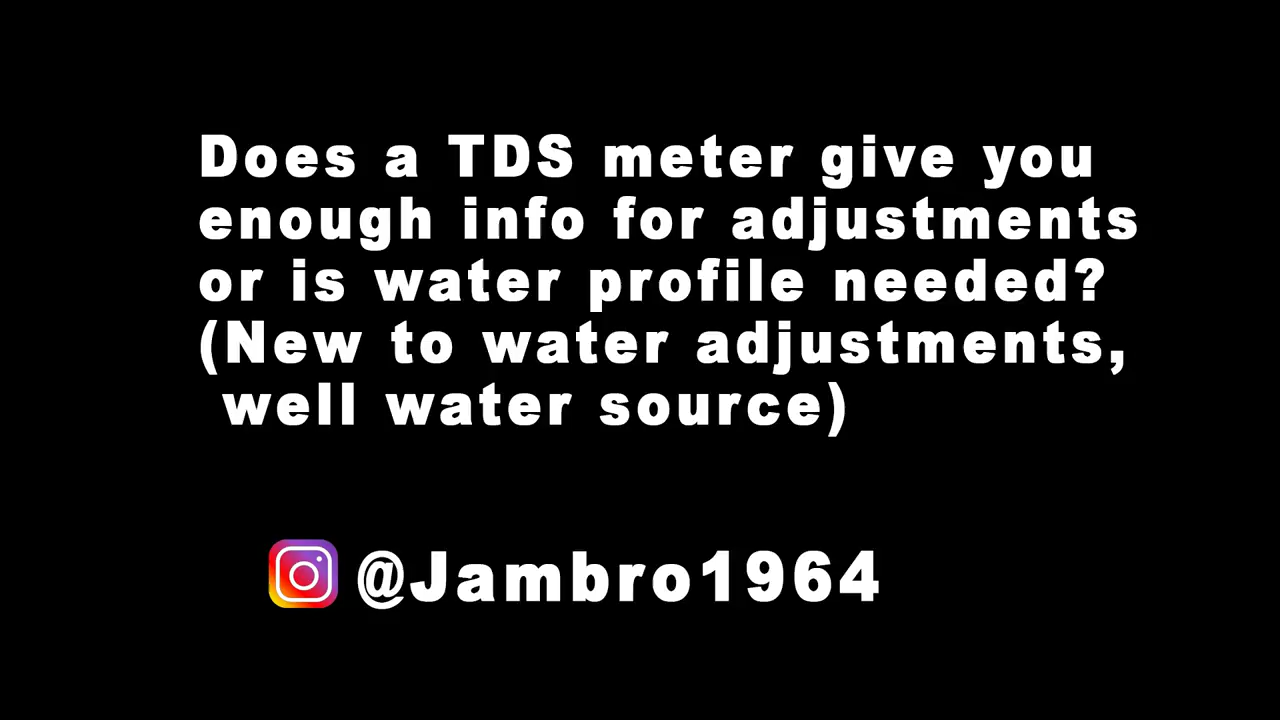 Does a TDS meter give you
enough info for adjustments
or is water profile needed?
(New to water adjustments,
well water source)
@Jambro1964